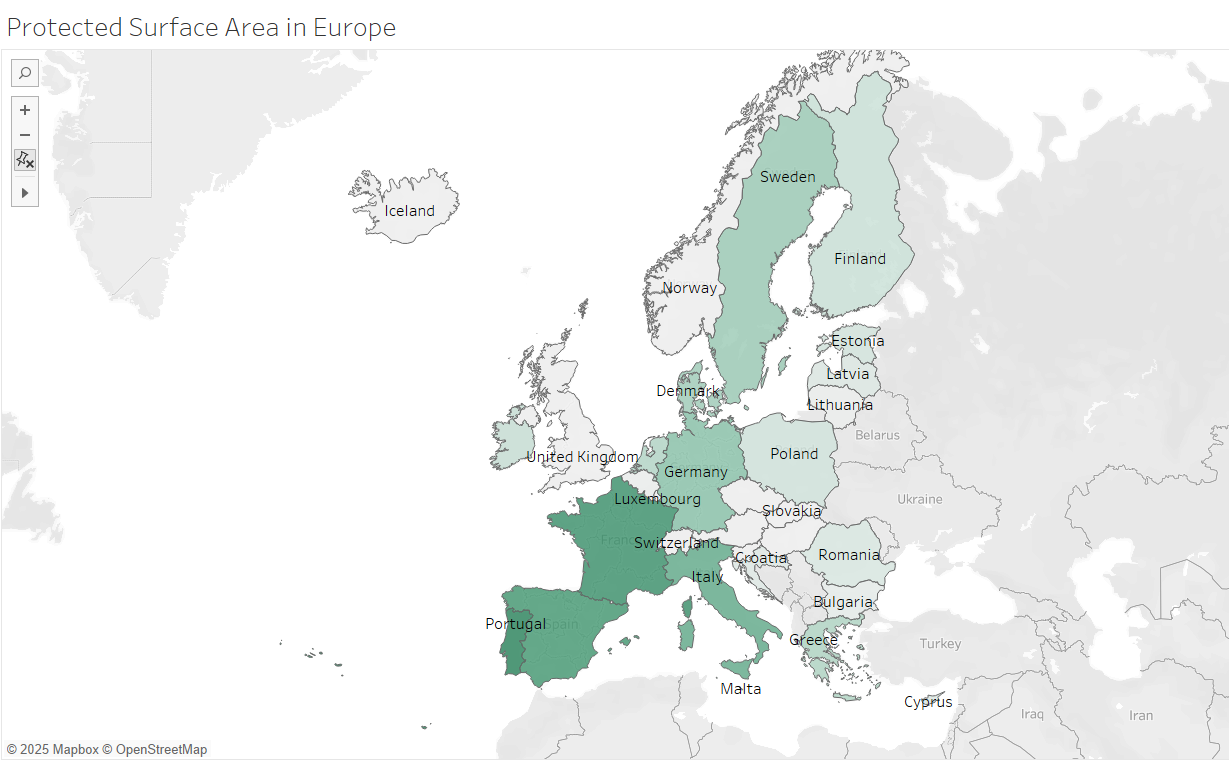 Protected Surface Area in Europe
Iceland
Sweden
Finland
Norway
Estonia
Latvia
Denmark
Lithuania
Belarus
United Kingdom
Poland
Germany
Luxembourg
Ukraine
Slovakia
France
Switzerland
Croatia
Romania
Italy
Bulgaria
Portugal
Spain
Greece
Turkey
Malta
Cyprus
Iraq
Iran
© 2025 Mapbox © OpenStreetMap